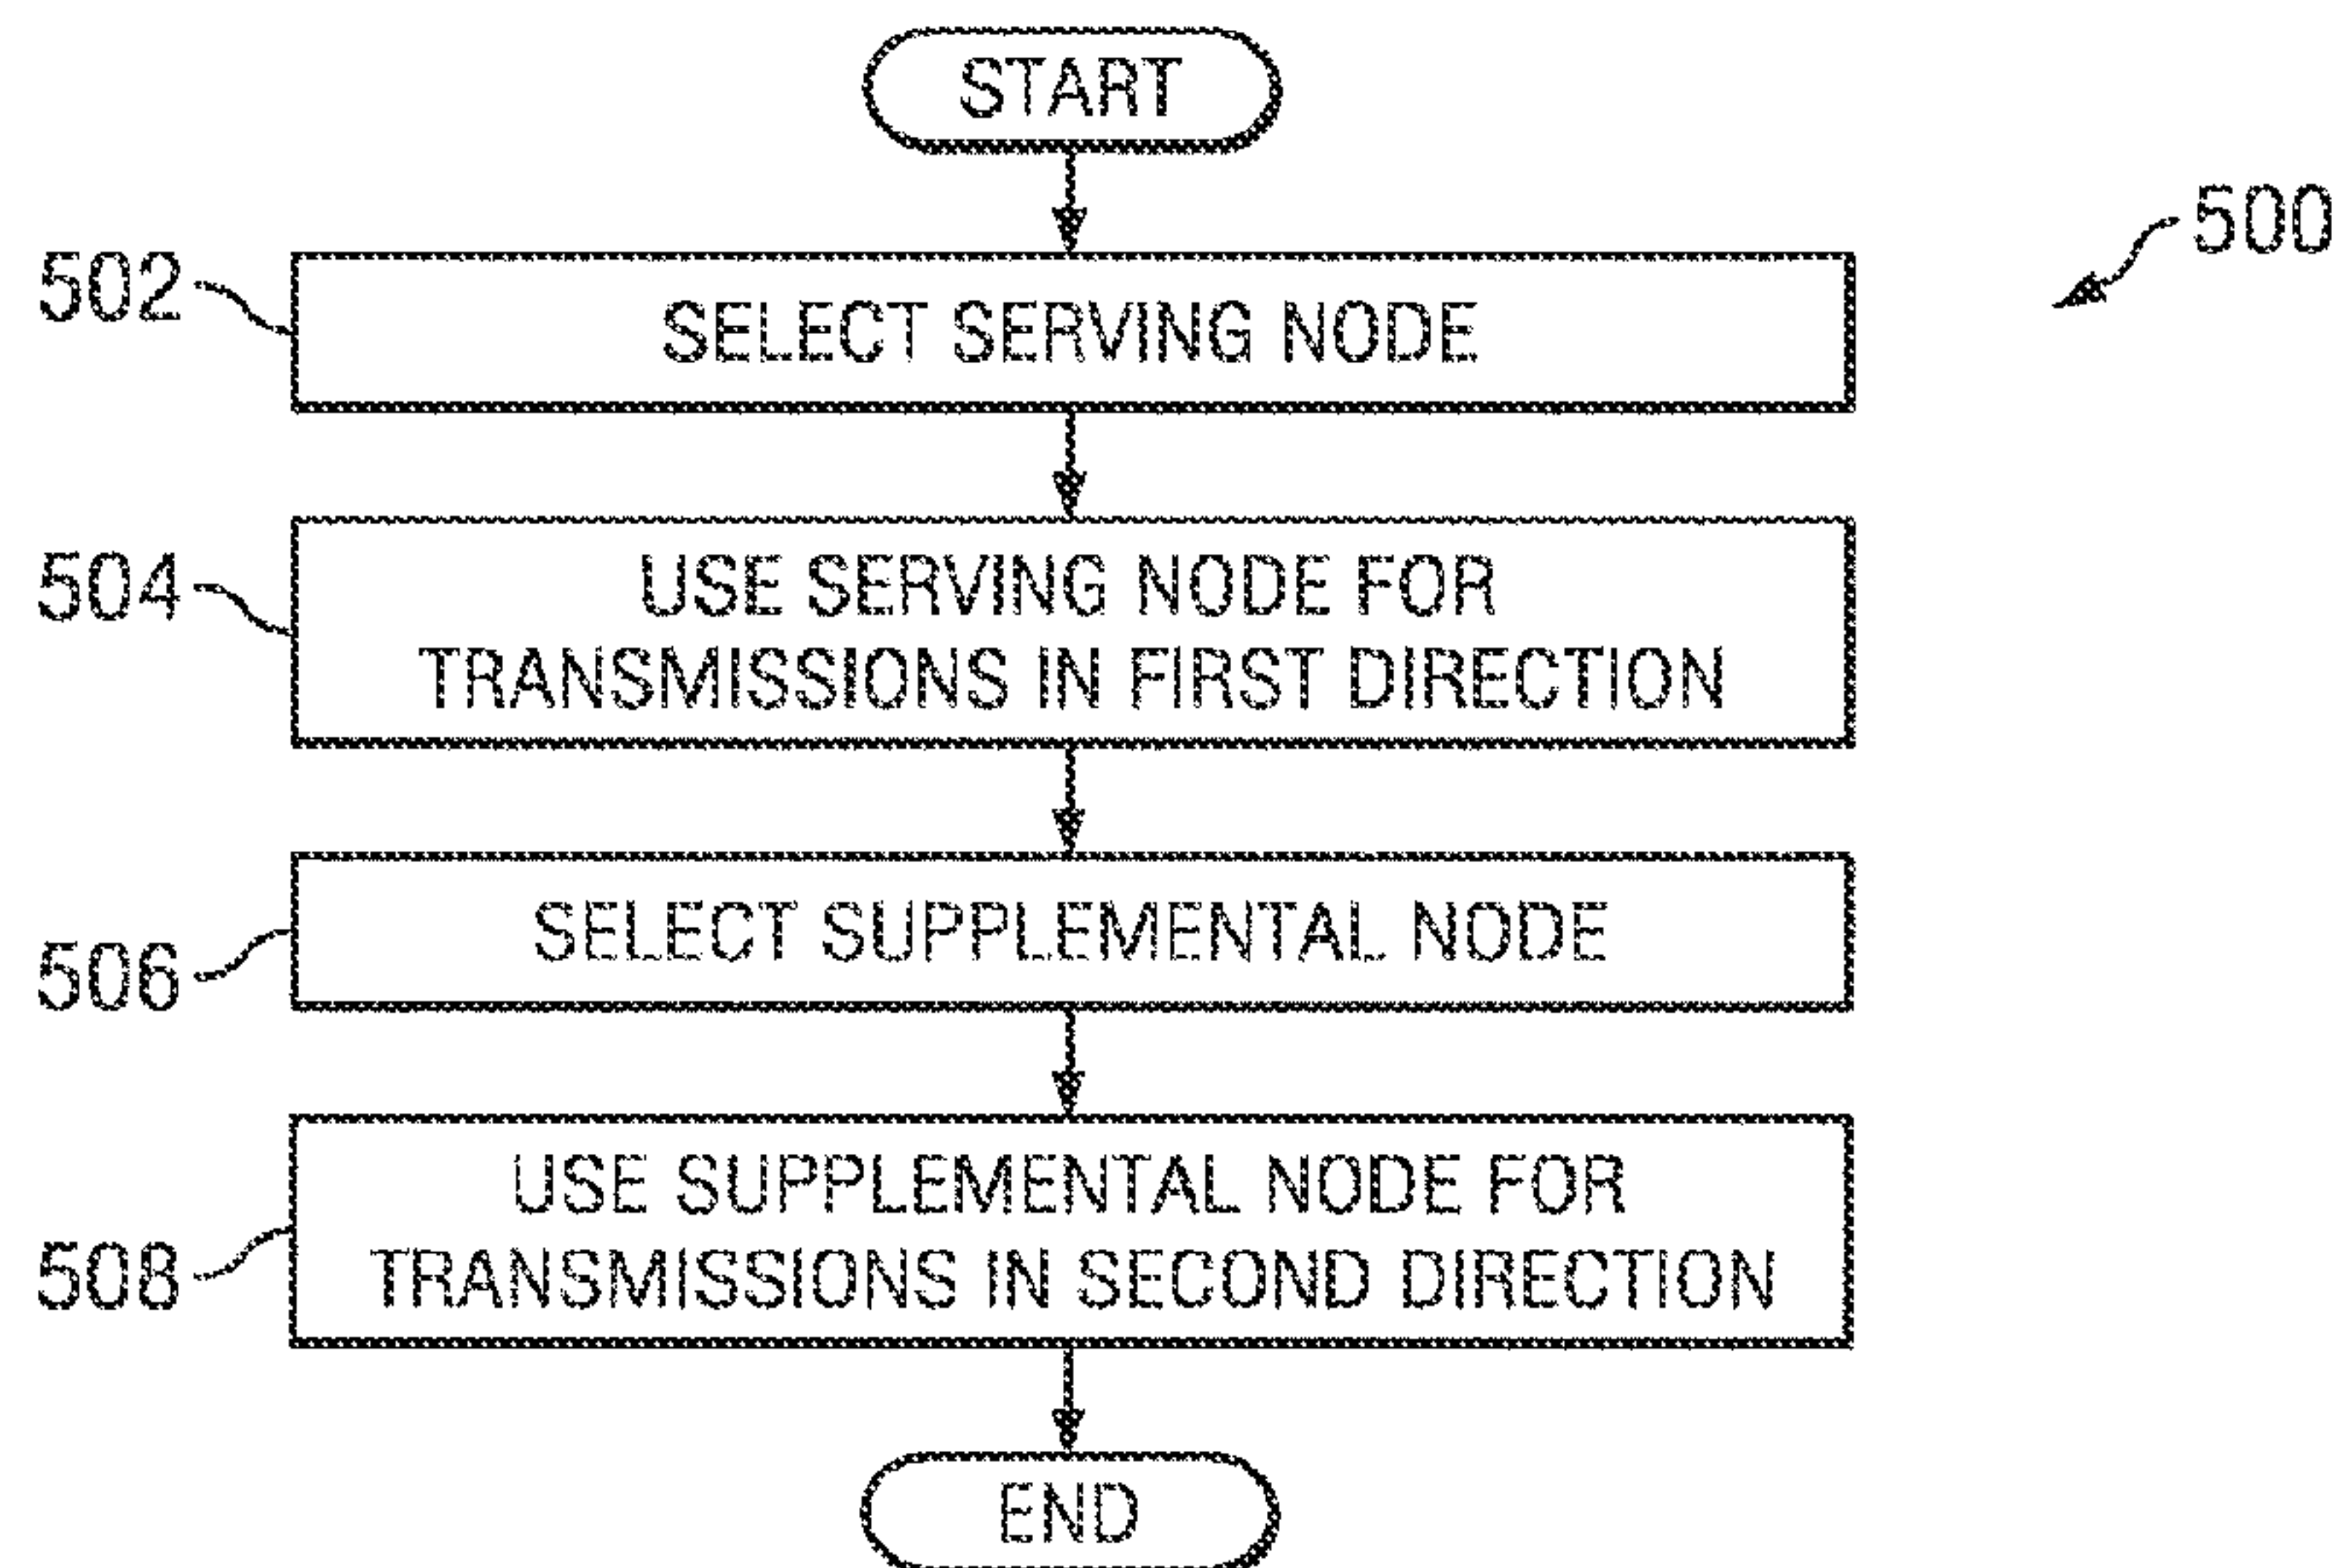 START
500
502
SELECT SERVING NODE
504
USE SERVING NODE FOR
TRANSMISSIONS IN FIRST DIRECTION
506
SELECT SUPPLEMENTAL NODE
508
USE SUPPLEMENTAL NODE FOR
TRANSMISSIONS IN SECOND DIRECTION
END